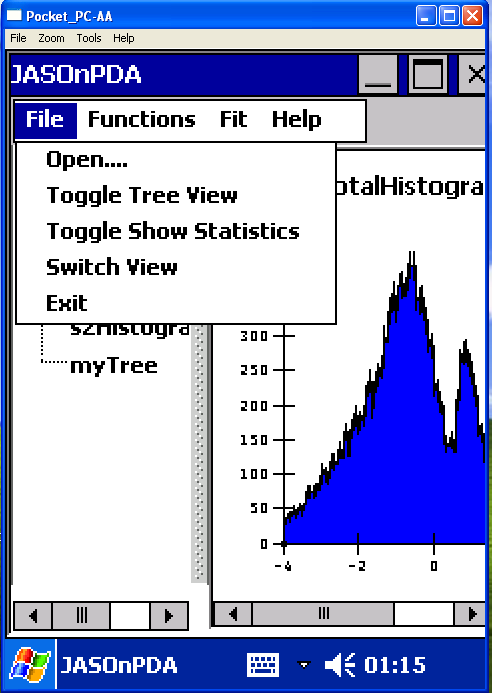 Pocket_PC-AA
File Zoom Tools Help
JASOnPDA
File Functions Fit Help
Open....
Toggle Tree View
Toggle Show Statistics
Switch View
Exit
otalHistogra
s2Histogra
myTree
300
250
200
150
100
50
0
-4 -2 0
JASOnPDA 01:15